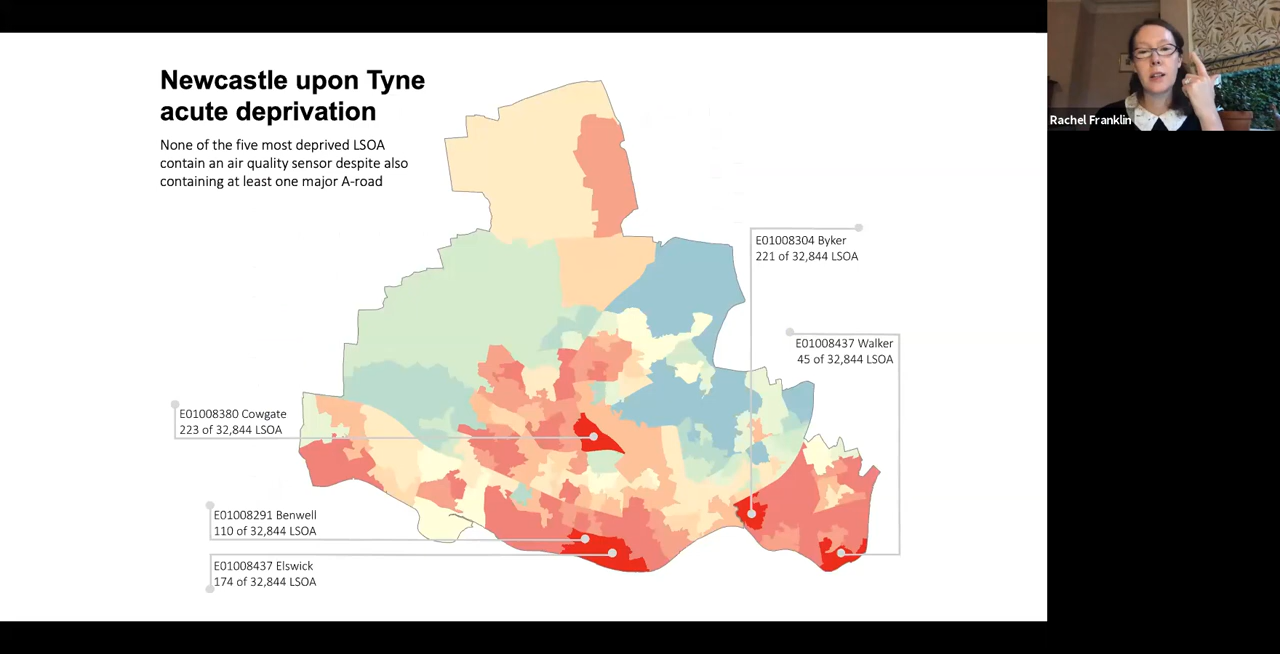 Newcastle upon Tyne
acute deprivation
None of the five most deprived LSOA
contain an air quality sensor despite also
containing at least one major A-road
Rachel Franklin
E01008304 Byker
221 of 32,844 LSOA
E01008437 Walker
45 of 32,844 LSOA
E01008380 Cowgate
223 of 32,844 LSOA
E01008291 Benwell
110 of 32,844 LSOA
E01008437 Elswick
174 of 32,844 LSOA